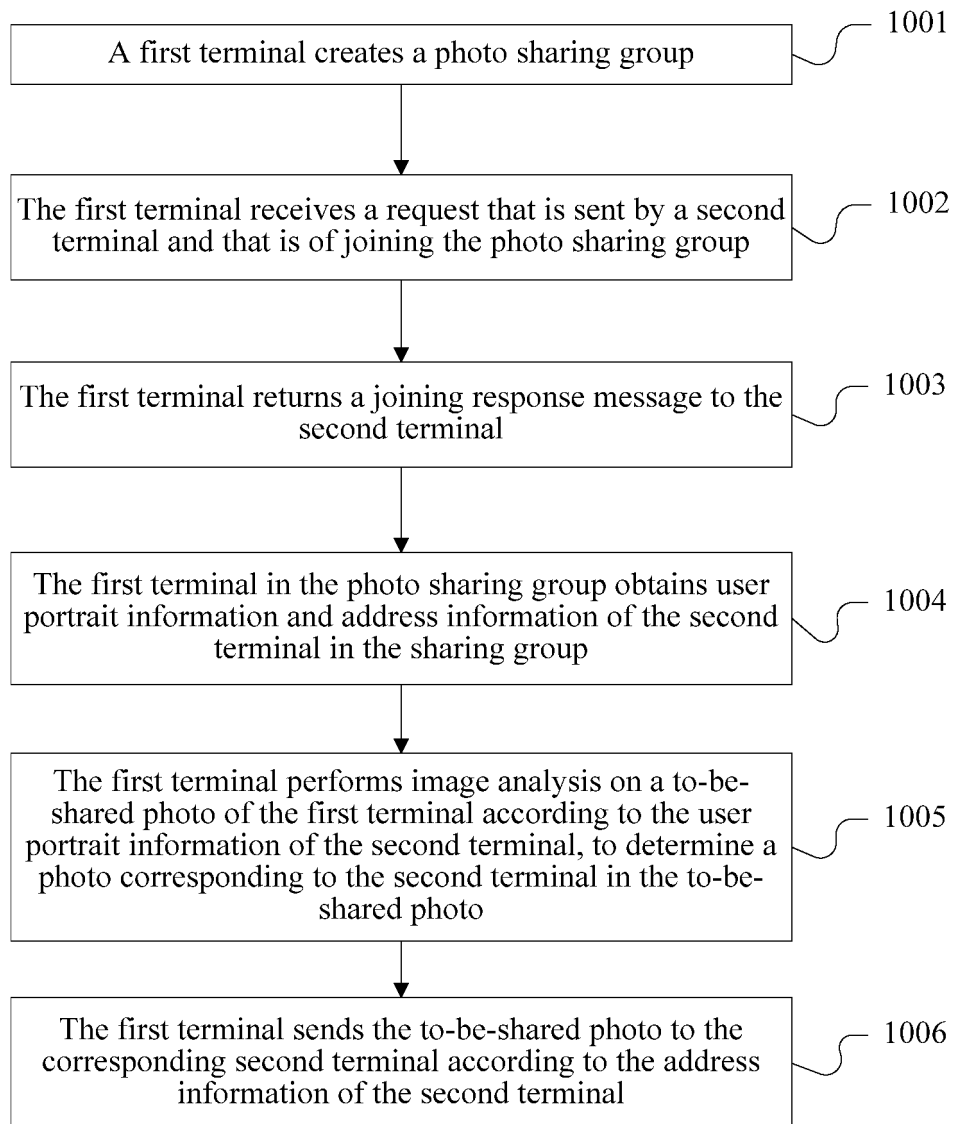 A first terminal creates a photo sharing group
1001
The first terminal receives a request that is sent by a second
terminal and that is of joining the photo sharing group
1002
The first terminal returns a joining response message to the
second terminal
1003
The first terminal in the photo sharing group obtains user
portrait information and address information of the second
terminal in the sharing group
1004
The first terminal performs image analysis on a to-be-
shared photo of the first terminal according to the user
portrait information of the second terminal, to determine a
photo corresponding to the second terminal in the to-be-
shared photo
1005
The first terminal sends the to-be-shared photo to the
corresponding second terminal according to the address
information of the second terminal
1006